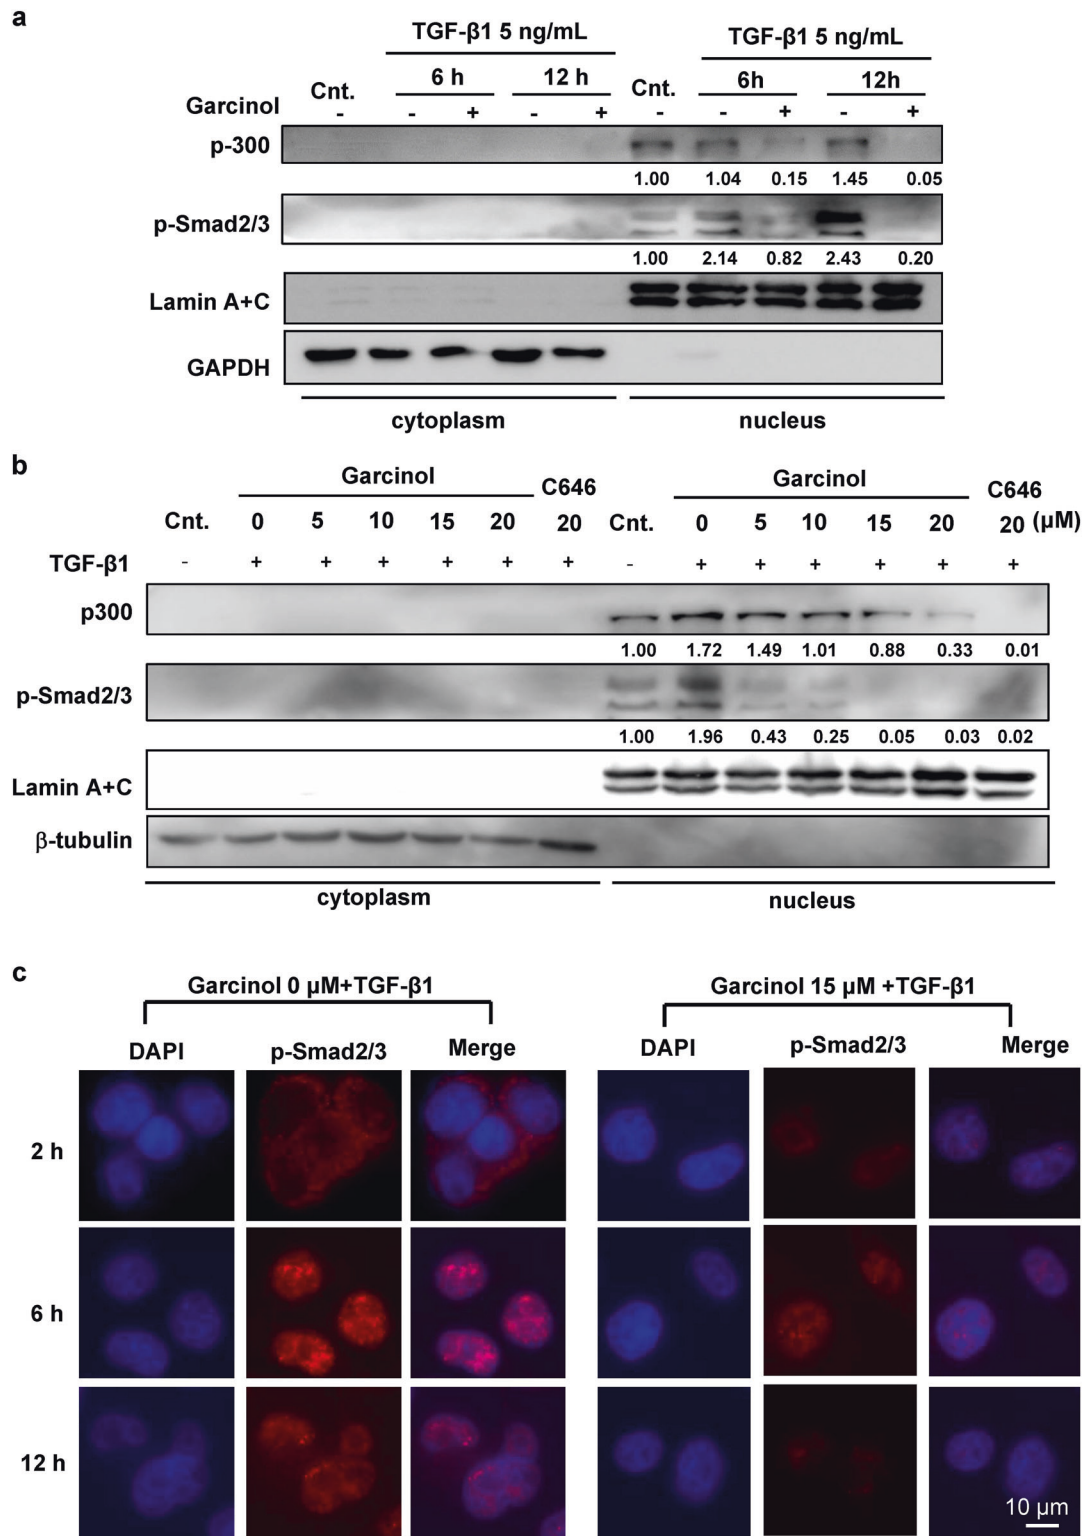 a
TGF-β1 5 ng/mL TGF-β1 5 ng/mL
Cnt. 6 h 12 h Cnt. 6h 12h
Garcinol - - + - + - - + - +
p-300
1.00 1.04 0.15 1.45 0.05
p-Smad2/3
1.00 2.14 0.82 2.43 0.20
Lamin A+C
GAPDH
cytoplasm nucleus
b
Garcinol C646 Garcinol C646
Cnt. 0 5 10 15 20 20 Cnt. 0 5 10 15 20 20 (µM)
TGF-β1 - + + + + + + - + + + + + +
p300
1.00 1.72 1.49 1.01 0.88 0.33 0.01
p-Smad2/3
1.00 1.96 0.43 0.25 0.05 0.03 0.02
Lamin A+C
β-tubulin
cytoplasm nucleus
c
Garcinol 0 µM+TGF-β1 Garcinol 15 µM +TGF-β1
DAPI p-Smad2/3 Merge DAPI p-Smad2/3 Merge
2 h
6 h
12 h
10 µm